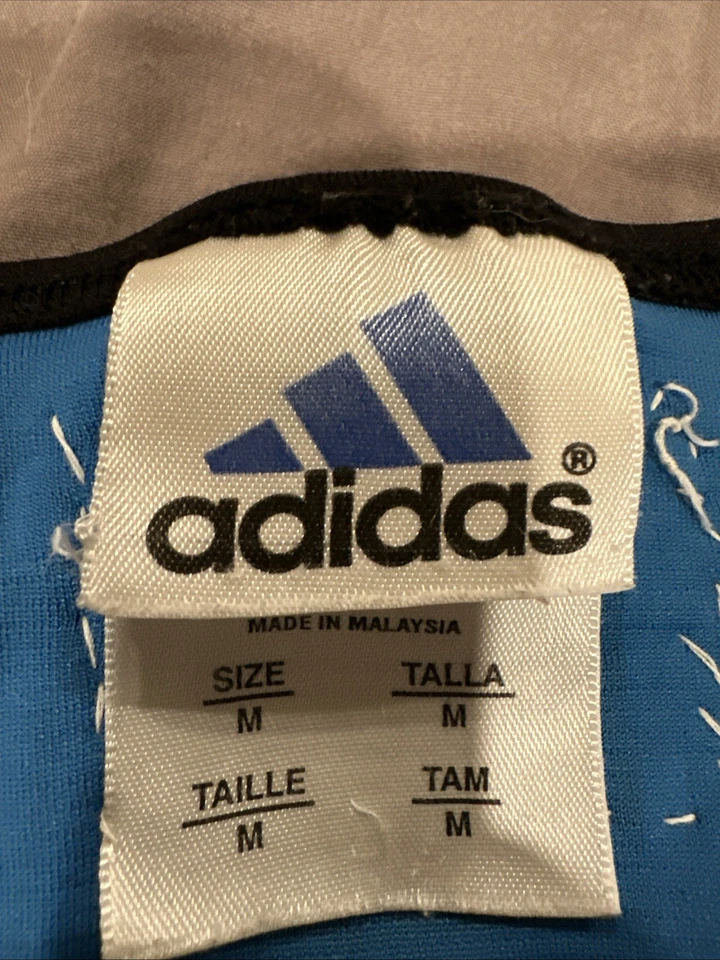 adidas®
MADE IN MALAYSIA
SIZE TALLA
M M
TAILLE TAM
M M